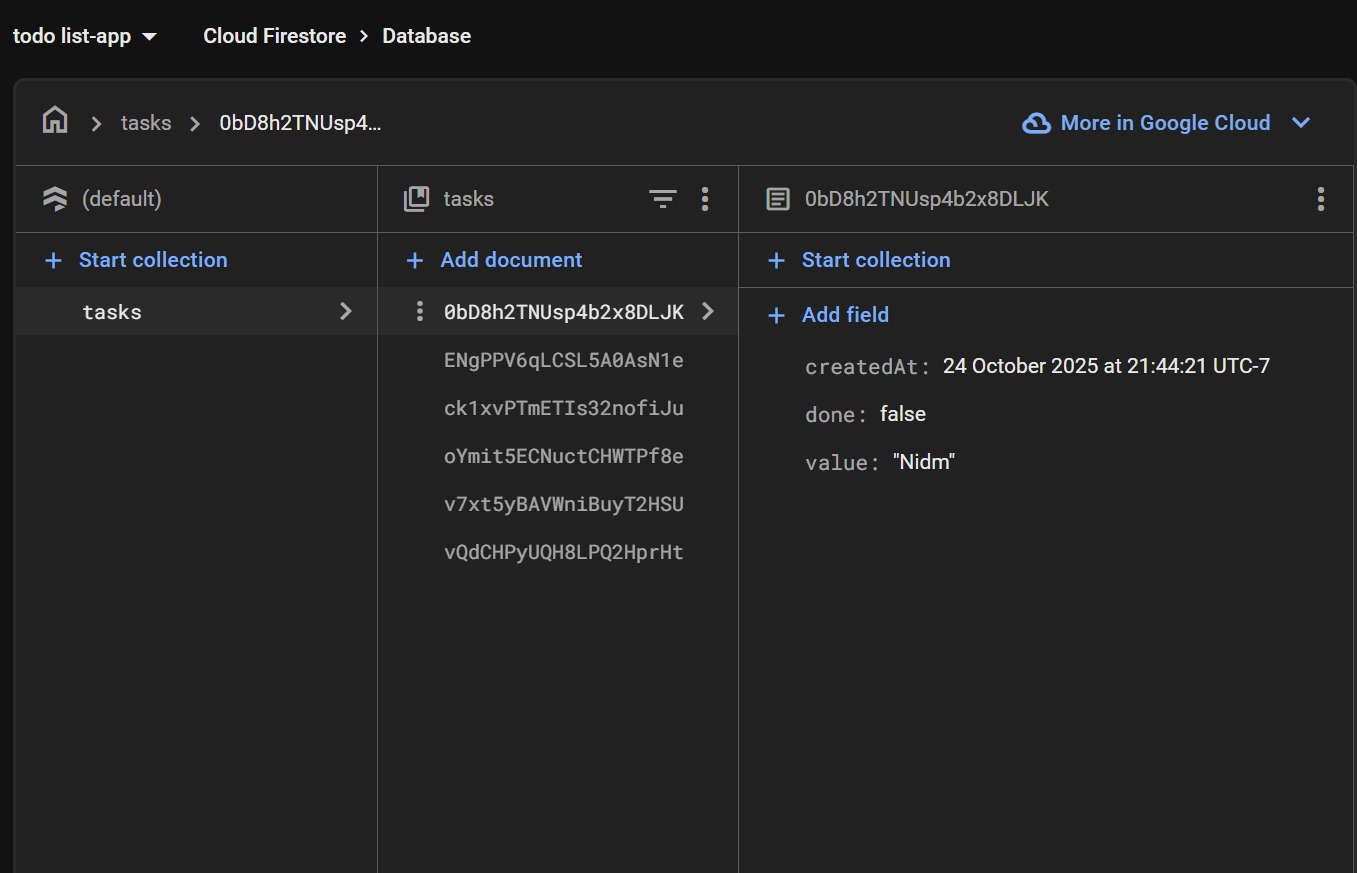 todo list-app Cloud Firestore > Database
tasks 0bD8h2TNUsp4... More in Google Cloud
(default) tasks 0bD8h2TNUsp4b2x8DLJK
+ Start collection + Add document + Start collection
tasks 0bD8h2TNUsp4b2x8DLJK + Add field
ENgPPV6qLCSL5A0AsN1e createdAt: 24 October 2025 at 21:44:21 UTC-7
ck1xvPTmETIs32nofiJu done: false
oYmit5ECNuctCHWTPf8e value: "Nidm"
v7xt5yBAVWniBuyT2HSU
vQdCHPyUQH8LPQ2HprHt